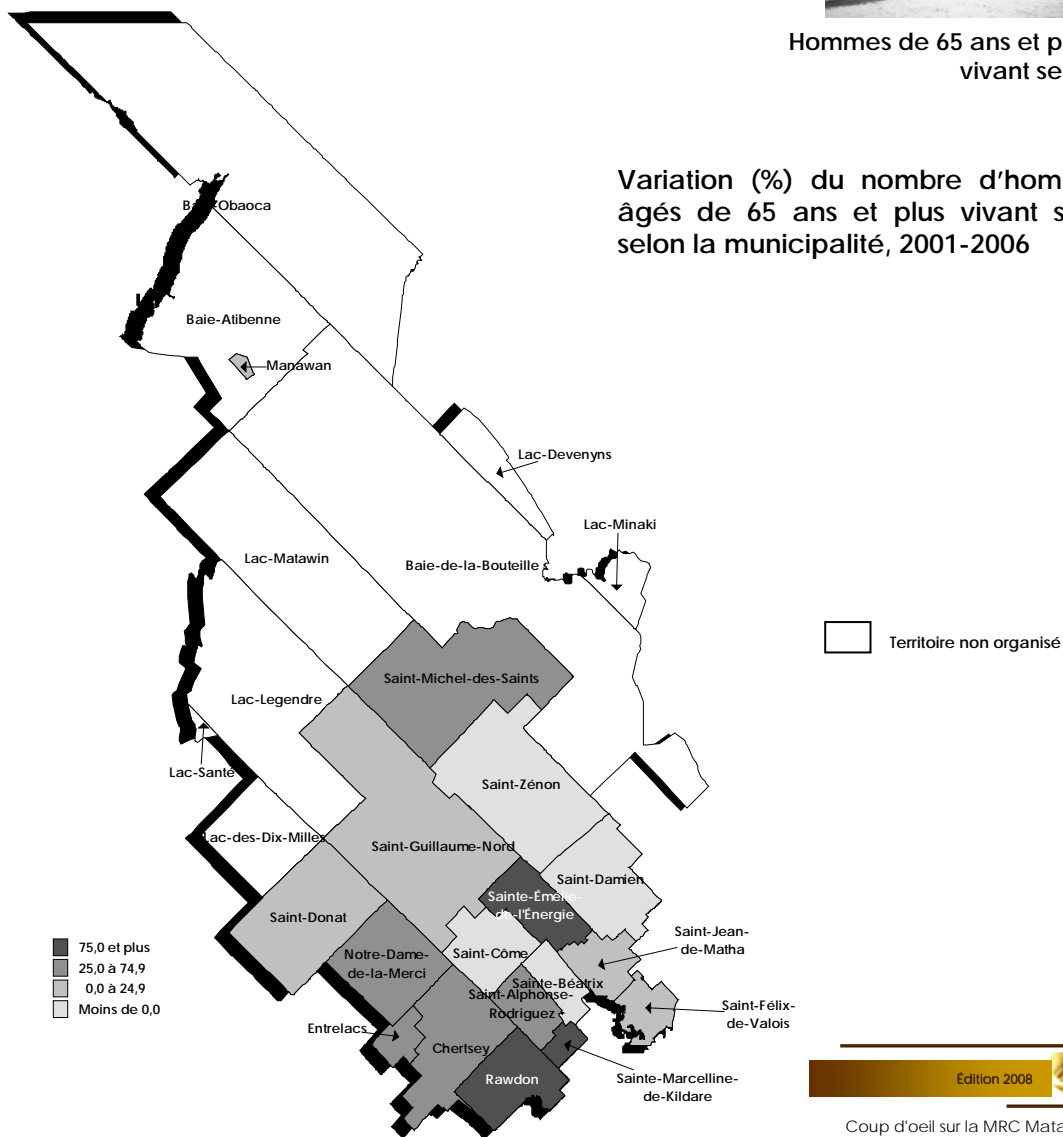 Hommes de 65 ans et p
vivant se
Variation (%) du nombre d'hom
âgés de 65 ans et plus vivant s
selon la municipalité, 2001-2006
Obaoca
Baie-Atibenne
Manawan
Lac-Devenyns
Lac-Minaki
Lac-Matawin
Baie-de-la-Bouteille
Territoire non organisé
Saint-Michel-des-Saints
Lac-Legendre
Lac-Santé
Saint-Zénon
Lac-des-Dix-Milles
Saint-Guillaume-Nord
Saint-Damien
Sainte-Émélie-
de-l'Énergie
Saint-Donat
Saint-Jean-
de-Matha
75,0 et plus
25,0 à 74,9
0,0 à 24,9
Moins de 0,0
Notre-Dame-
de-la-Merci
Saint-Côme
Sainte-Béatrix
Saint-Alphonse-
Rodriguez
Saint-Félix-
de-Valois
Entrelacs
Chertsey
Rawdon
Sainte-Marcelline-
de-Kildare
Édition 2008
Coup d'oeil sur la MRC Mata